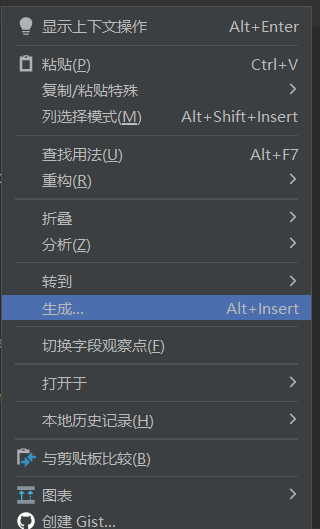 显示上下文操作 Alt+Enter
粘贴(P) Ctrl+V
复制/粘贴特殊
列选择模式(M) Alt+Shift+Insert
查找用法(U) Alt+F7
重构(R)
折叠
分析(Z)
转到
生成... Alt+Insert
切换字段观察点(F)
打开于
本地历史记录(H)
与剪贴板比较(B)
图表
创建 Gist...